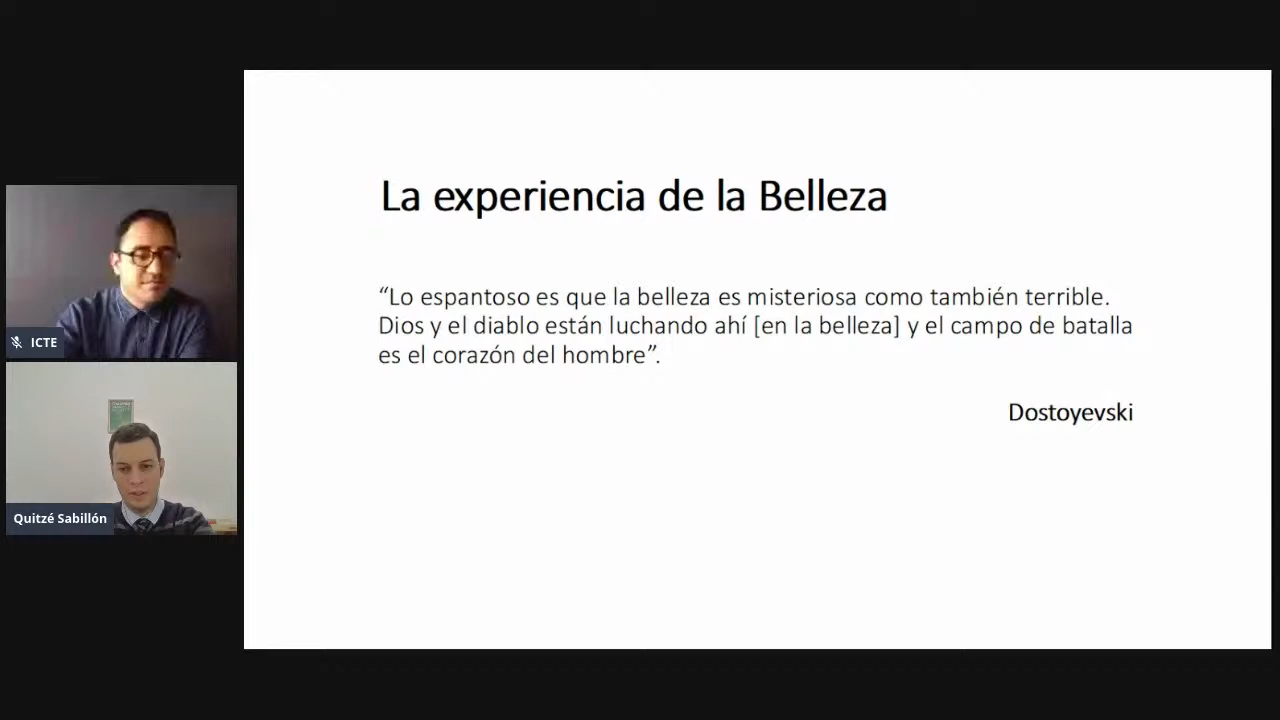 La experiencia de la Belleza
“Lo espantoso es que la belleza es misteriosa como también terrible.
Dios y el diablo están luchando ahí [en la belleza] y el campo de batalla
es el corazón del hombre”.
Dostoyevski
ICTE
Quitzé Sabillón